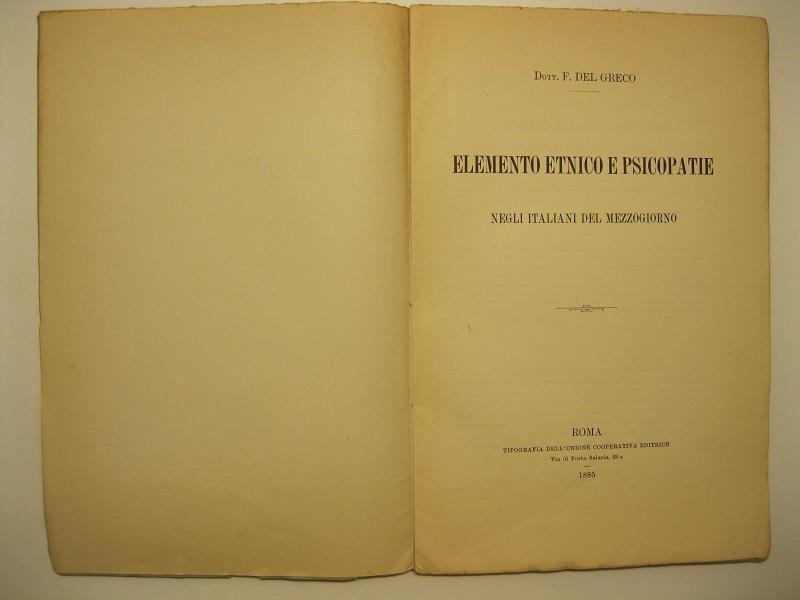 Dott. F. DEL GRECO
ELEMENTO ETNICO E PSICOPATIE
NEGLI ITALIANI DEL MEZZOGIORNO
ROMA
TIPOGRAFIA DELL'UNIONE COOPERATIVA EDITRICE
Via di Porta Salaria, 23-A
1895